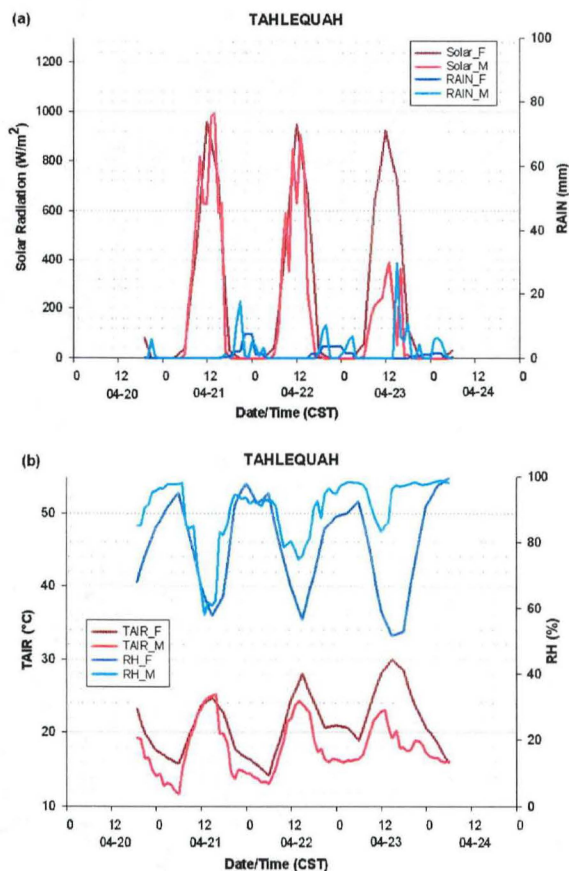 (a) TAHLEQUAH
Solar_F
Solar_M
RAIN_F
RAIN_M
Solar Radiation (W/m²)
1300
1200
1000
800
600
400
200
0
RAIN (mm)
100
80
60
40
20
0
0 12 0 12 0 12 0 12 0 12 0
04-20 04-21 04-22 04-23 04-24
Date/Time (CST)
(b) TAHLEQUAH
TAIR_F
TAIR_M
RH_F
RH_M
TAIR (°C)
50
40
30
20
10
RH (%)
100
80
60
40
20
0
0 12 0 12 0 12 0 12 0 12 0
04-20 04-21 04-22 04-23 04-24
Date/Time (CST)